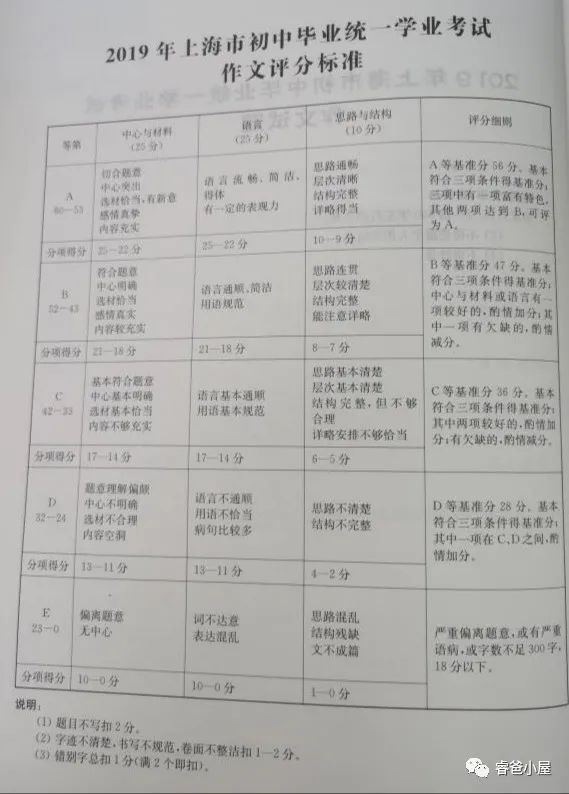 2019 年上海市初中毕业统一学业考试
作文评分标准
等第
中心与材料
(25 分)
语言
(25 分)
思路与结构
(10 分)
评分细则
A
60—53
切合题意
中心突出
选材恰当,有新意
感情真挚
内容充实
语言流畅、简洁、
得体
有一定的表现力
思路通畅
层次清晰
结构完整
详略得当
A 等基准分 56 分。基本
符合三项条件得基准分;
三项中有一项富有特色,
其他两项达到 B,可评
为 A。
分项得分
25—22 分
25—22 分
10—9 分
B
52—43
符合题意
中心明确
选材恰当
感情真实
内容较充实
语言通顺、简洁
用语规范
思路连贯
层次较清楚
结构完整
能注意详略
B 等基准分 47 分。基本
符合三项条件得基准分;
中心与材料或语言有一
项较好的,酌情加分;其
中一项有欠缺的,酌情
减分。
分项得分
21—18 分
21—18 分
8—7 分
C
42—33
基本符合题意
中心基本明确
选材基本恰当
内容不够充实
语言基本通顺
用语基本规范
思路基本清楚
层次基本清楚
结构完整,但不够
合理
详略安排不够恰当
C 等基准分 36 分。基本
符合三项条件得基准分;
其中两项较好的,酌情加
分;有欠缺的,酌情减分。
分项得分
17—14 分
17—14 分
6—5 分
D
32—24
题意理解偏颇
中心不明确
选材不合理
内容空洞
语言不通顺
用语不恰当
病句比较多
思路不清楚
结构不完整
D 等基准分 28 分。基本
符合三项条件得基准分;
其中一项在 C、D 之间,酌
情加分。
分项得分
13—11 分
13—11 分
4—2 分
E
23—0
偏离题意
无中心
词不达意
表达混乱
思路混乱
结构残缺
文不成篇
严重偏离题意,或有严重
语病,或字数不足 300 字,
18 分以下。
分项得分
10—0 分
10—0 分
1—0 分
说明:
(1) 题目不写扣 2 分。
(2) 字迹不清楚,书写不规范,卷面不整洁扣 1—2 分。
(3) 错别字总扣 1 分(满 2 个即扣)。
睿爸小屋